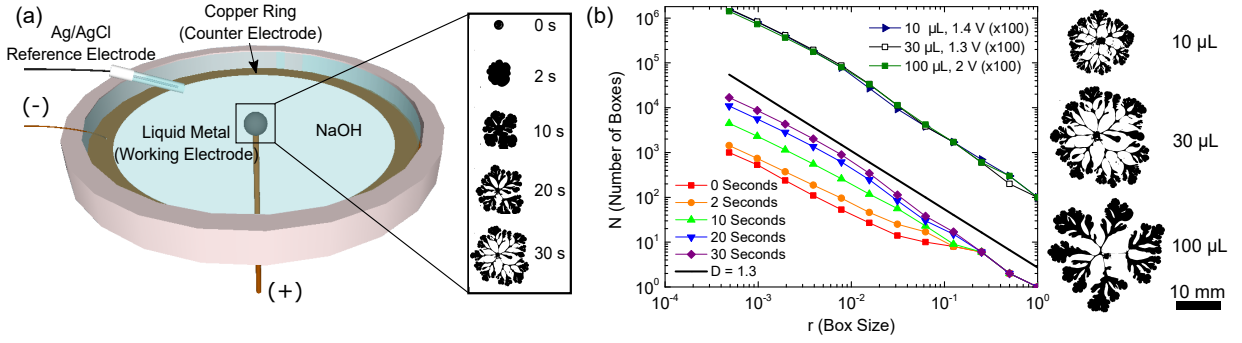 (a)
Copper Ring
(Counter Electrode)
Ag/AgCl
Reference Electrode
(-)
Liquid Metal
(Working Electrode)
NaOH
(+)
0 s
2 s
10 s
20 s
30 s
(b)
N (Number of Boxes)
10⁶
10⁵
10⁴
10³
10²
10¹
10⁰
10 µL, 1.4 V (x100)
30 µL, 1.3 V (x100)
100 µL, 2 V (x100)
0 Seconds
2 Seconds
10 Seconds
20 Seconds
30 Seconds
D = 1.3
10⁻⁴ 10⁻³ 10⁻² 10⁻¹ 10⁰
r (Box Size)
10 µL
30 µL
100 µL
10 mm